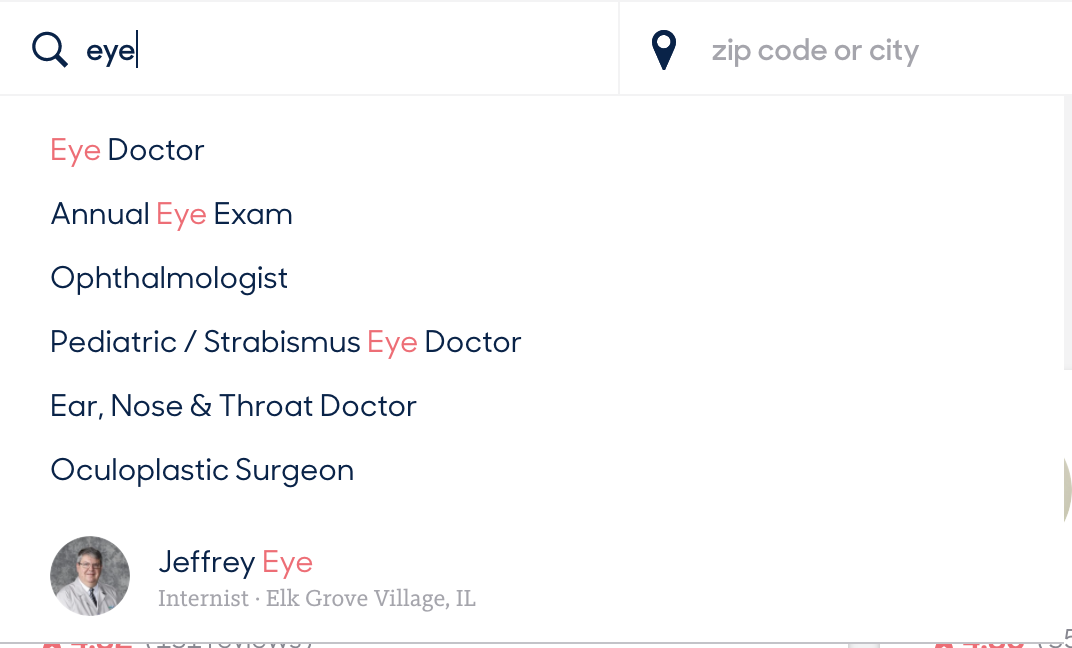 eye
zip code or city
Eye Doctor
Annual Eye Exam
Ophthalmologist
Pediatric / Strabismus Eye Doctor
Ear, Nose & Throat Doctor
Oculoplastic Surgeon
Jeffrey Eye
Internist · Elk Grove Village, IL